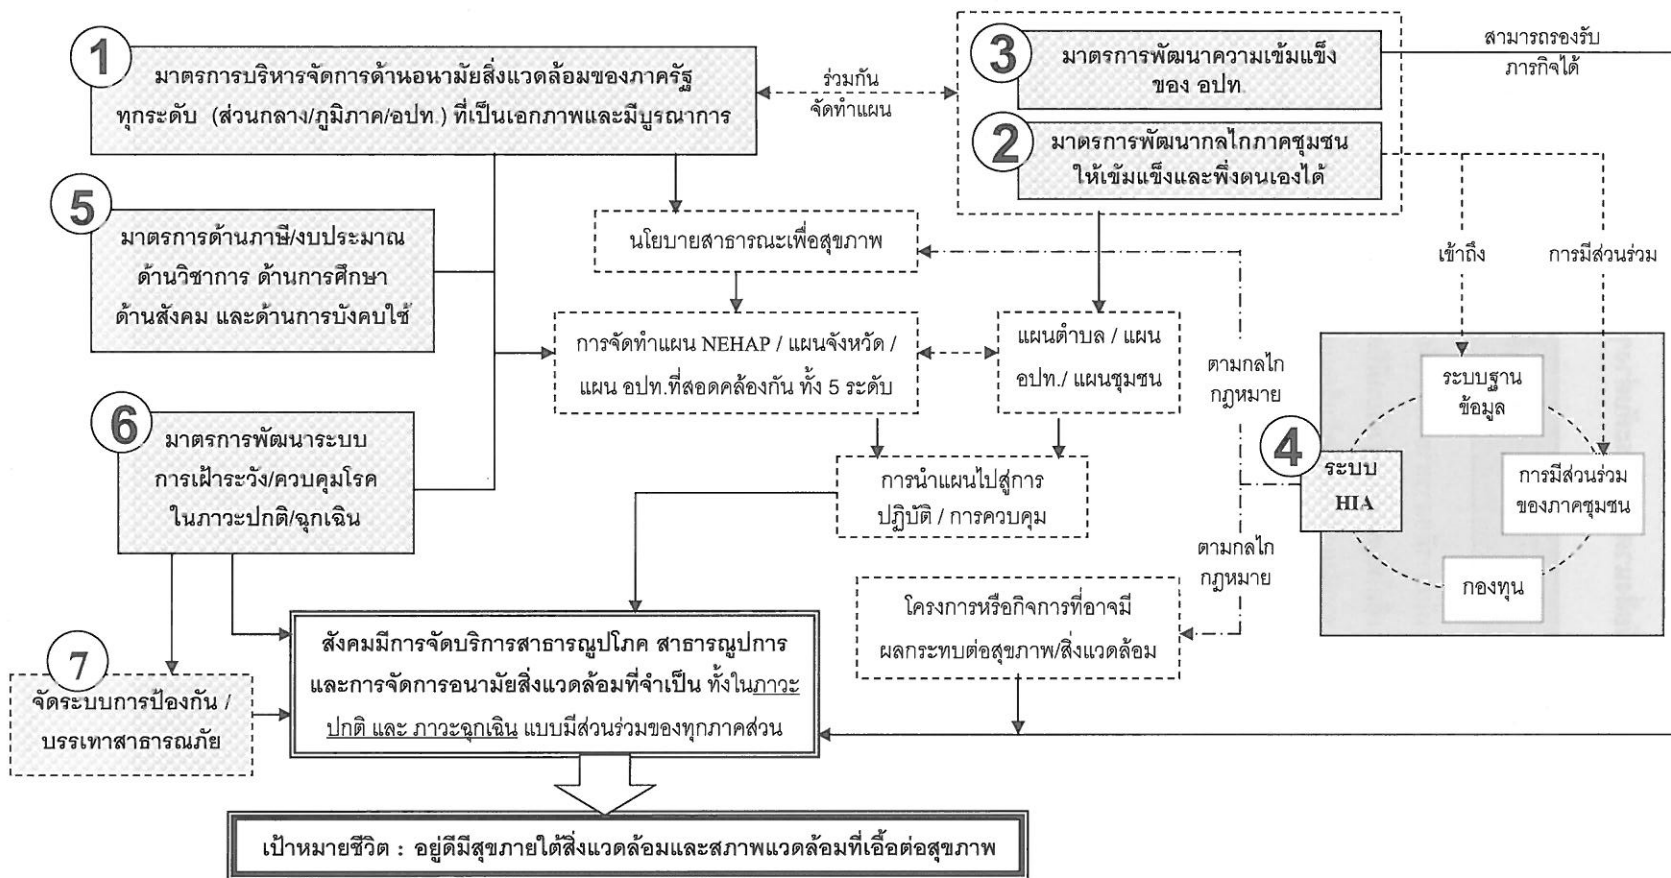 1
มาตรการบริหารจัดการด้านอนามัยสิ่งแวดล้อมของภาครัฐ
ทุกระดับ (ส่วนกลาง/ภูมิภาค/อปท.) ที่เป็นเอกภาพและมีบูรณาการ
ร่วมกัน
จัดทำแผน
3
มาตรการพัฒนาความเข้มแข็ง
ของ อปท
2
มาตรการพัฒนากลไกภาคชุมชน
ให้เข้มแข็งและพึ่งตนเองได้
สามารถรองรับ
ภารกิจได้
5
มาตรการด้านภาษี/งบประมาณ
ด้านวิชาการ ด้านการศึกษา
ด้านสังคม และด้านการบังคบใช้
นโยบายสาธารณะเพื่อสุขภาพ
เข้าถึง
การมีส่วนร่วม
การจัดทำแผน NEHAP / แผนจังหวัด /
แผน อปท.ที่สอดคล้องกัน ทั้ง 5 ระดับ
แผนตำบล / แผน
อปท./ แผนชุมชน
ตามกลไก
กฎหมาย
6
มาตรการพัฒนาระบบ
การเฝ้าระวัง/ควบคุมโรค
ในภาวะปกติ/ฉุกเฉิน
การนำแผนไปสู่การ
ปฏิบัติ / การควบคุม
4
ระบบ
HIA
ระบบฐาน
ข้อมูล
การมีส่วนร่วม
ของภาคชุมชน
กองทุน
ตามกลไก
กฎหมาย
โครงการหรือกิจการที่อาจมี
ผลกระทบต่อสุขภาพ/สิ่งแวดล้อม
7
จัดระบบการป้องกัน /
บรรเทาสาธารณภัย
สังคมมีการจัดบริการสาธารณูปโภค สาธารณูปการ
และการจัดการอนามัยสิ่งแวดล้อมที่จำเป็น ทั้งในภาวะ
ปกติ และ ภาวะฉุกเฉิน แบบมีส่วนร่วมของทุกภาคส่วน
เป้าหมายชีวิต : อยู่ดีมีสุขภายใต้สิ่งแวดล้อมและสภาพแวดล้อมที่เอื้อต่อสุขภาพ